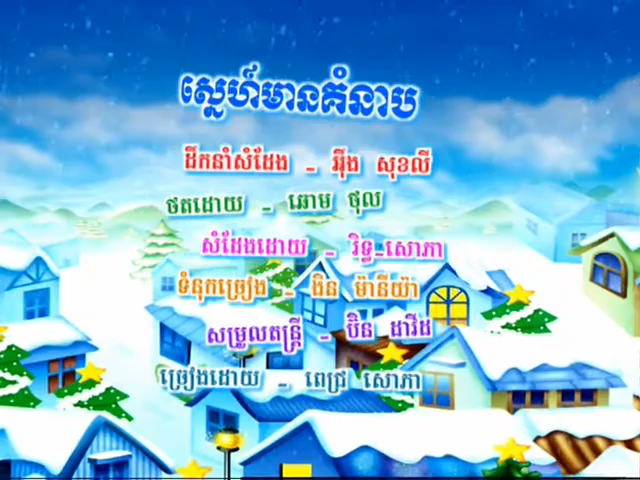 ស្នេហ៍មានគំនាប
ដឹកនាំសំដែង - អ៊ឹង សុខលី
ថតដោយ - ឆោម ផុល
សំដែងដោយ - រិទ្ធ-សោភា
ទំនុកច្រៀង - ធិន ម៉ានីយ៉ា
សម្រួលតន្ត្រី - ប៊ិន ដាវីដ
ច្រៀងដោយ - ពេជ្រ សោភា